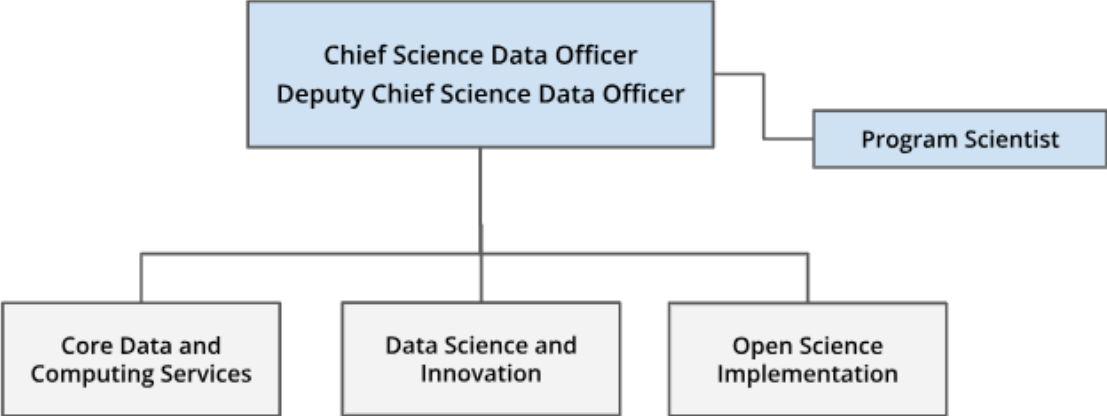 Chief Science Data Officer
Deputy Chief Science Data Officer
Program Scientist
Core Data and
Computing Services
Data Science and
Innovation
Open Science
Implementation